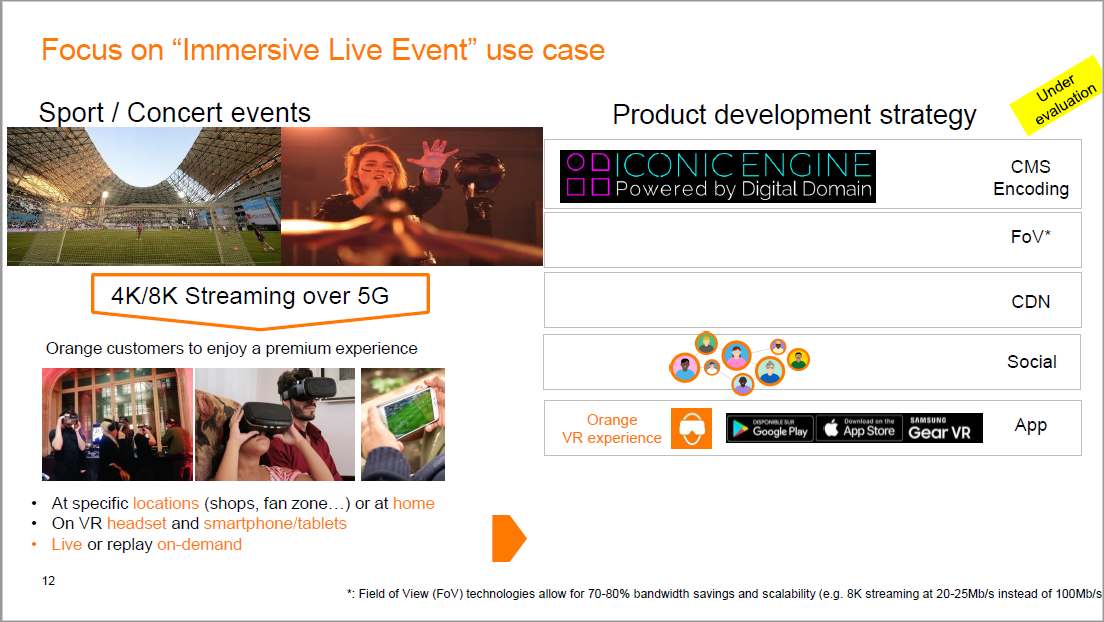 Focus on “Immersive Live Event” use case
Under
evaluation
Sport / Concert events
Product development strategy
ICONIC ENGINE
Powered by Digital Domain
CMS
Encoding
FoV*
CDN
4K/8K Streaming over 5G
Orange customers to enjoy a premium experience
Social
Orange
VR experience
DISPONIBLE SUR
Google Play
Download on the
App Store
SAMSUNG
Gear VR
App
• At specific locations (shops, fan zone…) or at home
• On VR headset and smartphone/tablets
• Live or replay on-demand
12
*: Field of View (FoV) technologies allow for 70-80% bandwidth savings and scalability (e.g. 8K streaming at 20-25Mb/s instead of 100Mb/s